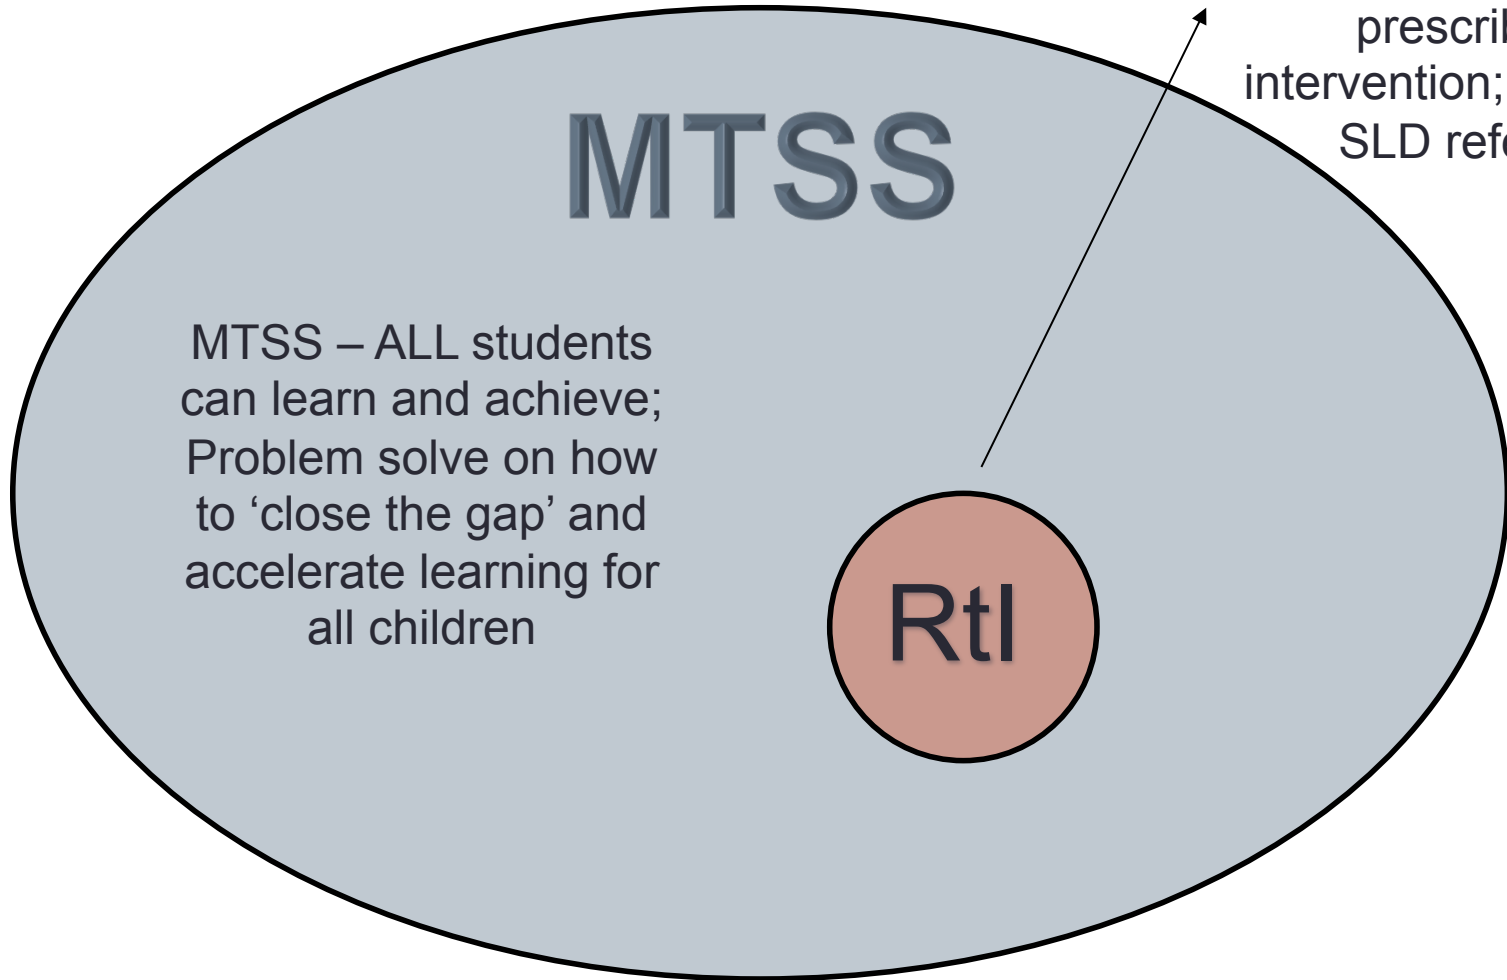 MTSS
MTSS – ALL students
can learn and achieve;
Problem solve on how
to ‘close the gap’ and
accelerate learning for
all children
RtI
intervention;
SLD